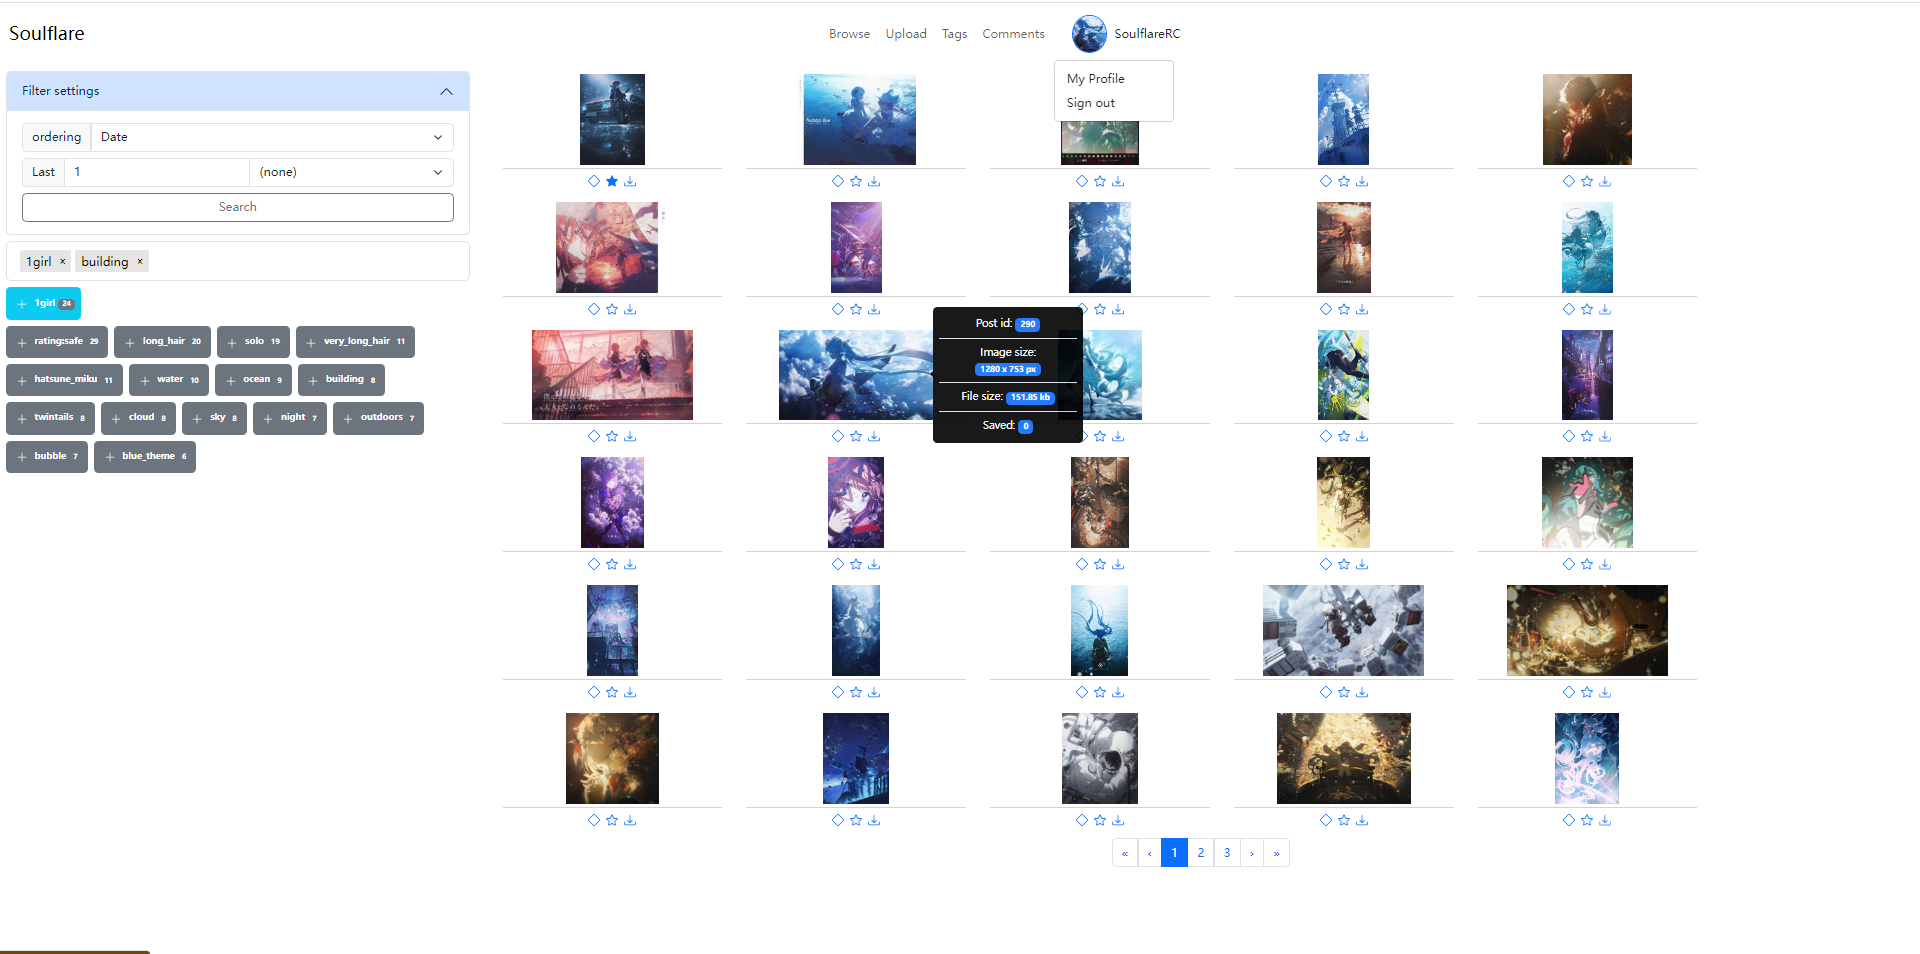 Soulflare
Browse Upload Tags Comments SoulflareRC
My Profile
Sign out
Filter settings
ordering Date
Last 1 (none)
Search
1girl × building ×
+ 1girl 24
+ rating:safe 29 + long_hair 20 + solo 19 + very_long_hair 11
+ hatsune_miku 11 + water 10 + ocean 9 + building 8
+ twintails 8 + cloud 8 + sky 8 + night 7 + outdoors 7
+ bubble 7 + blue_theme 6
Nostalgic Blue
Post id: 290
Image size:
1280 x 753 px
File size: 151.85 kb
Saved: 0
« ‹ 1 2 3 › »